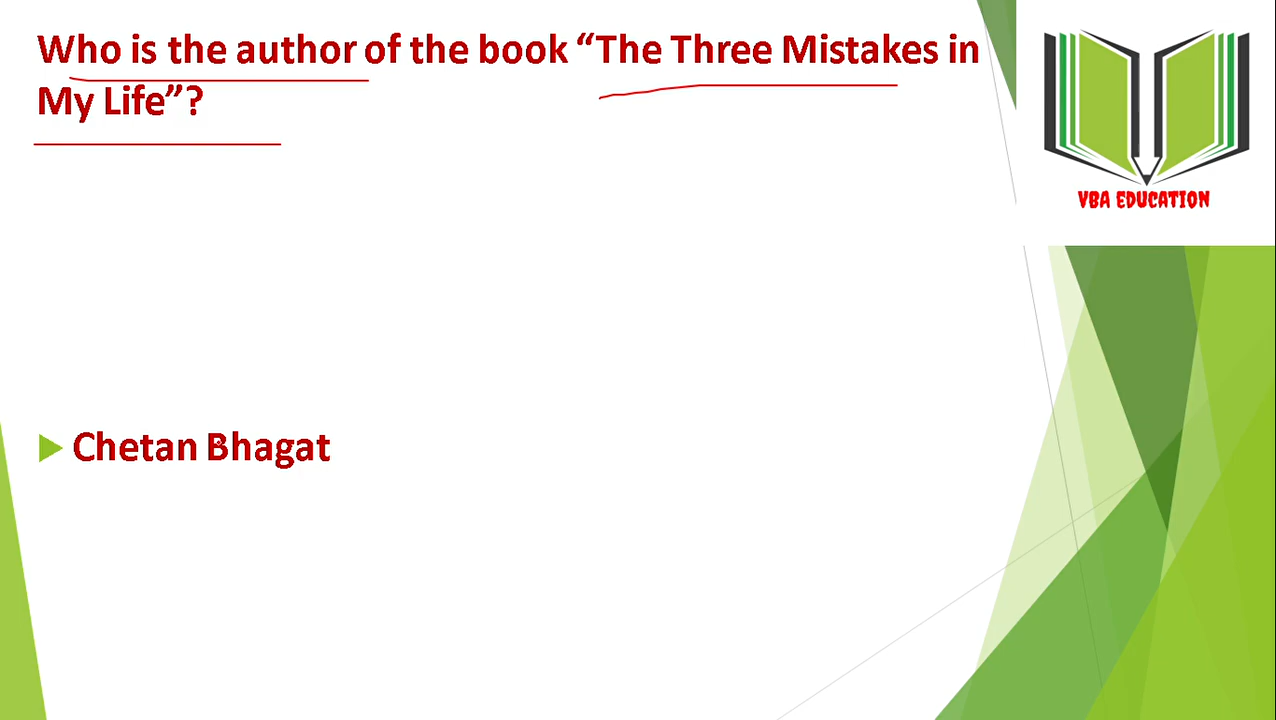 Who is the author of the book “The Three Mistakes in
My Life”?
VBA EDUCATION
Chetan Bhagat